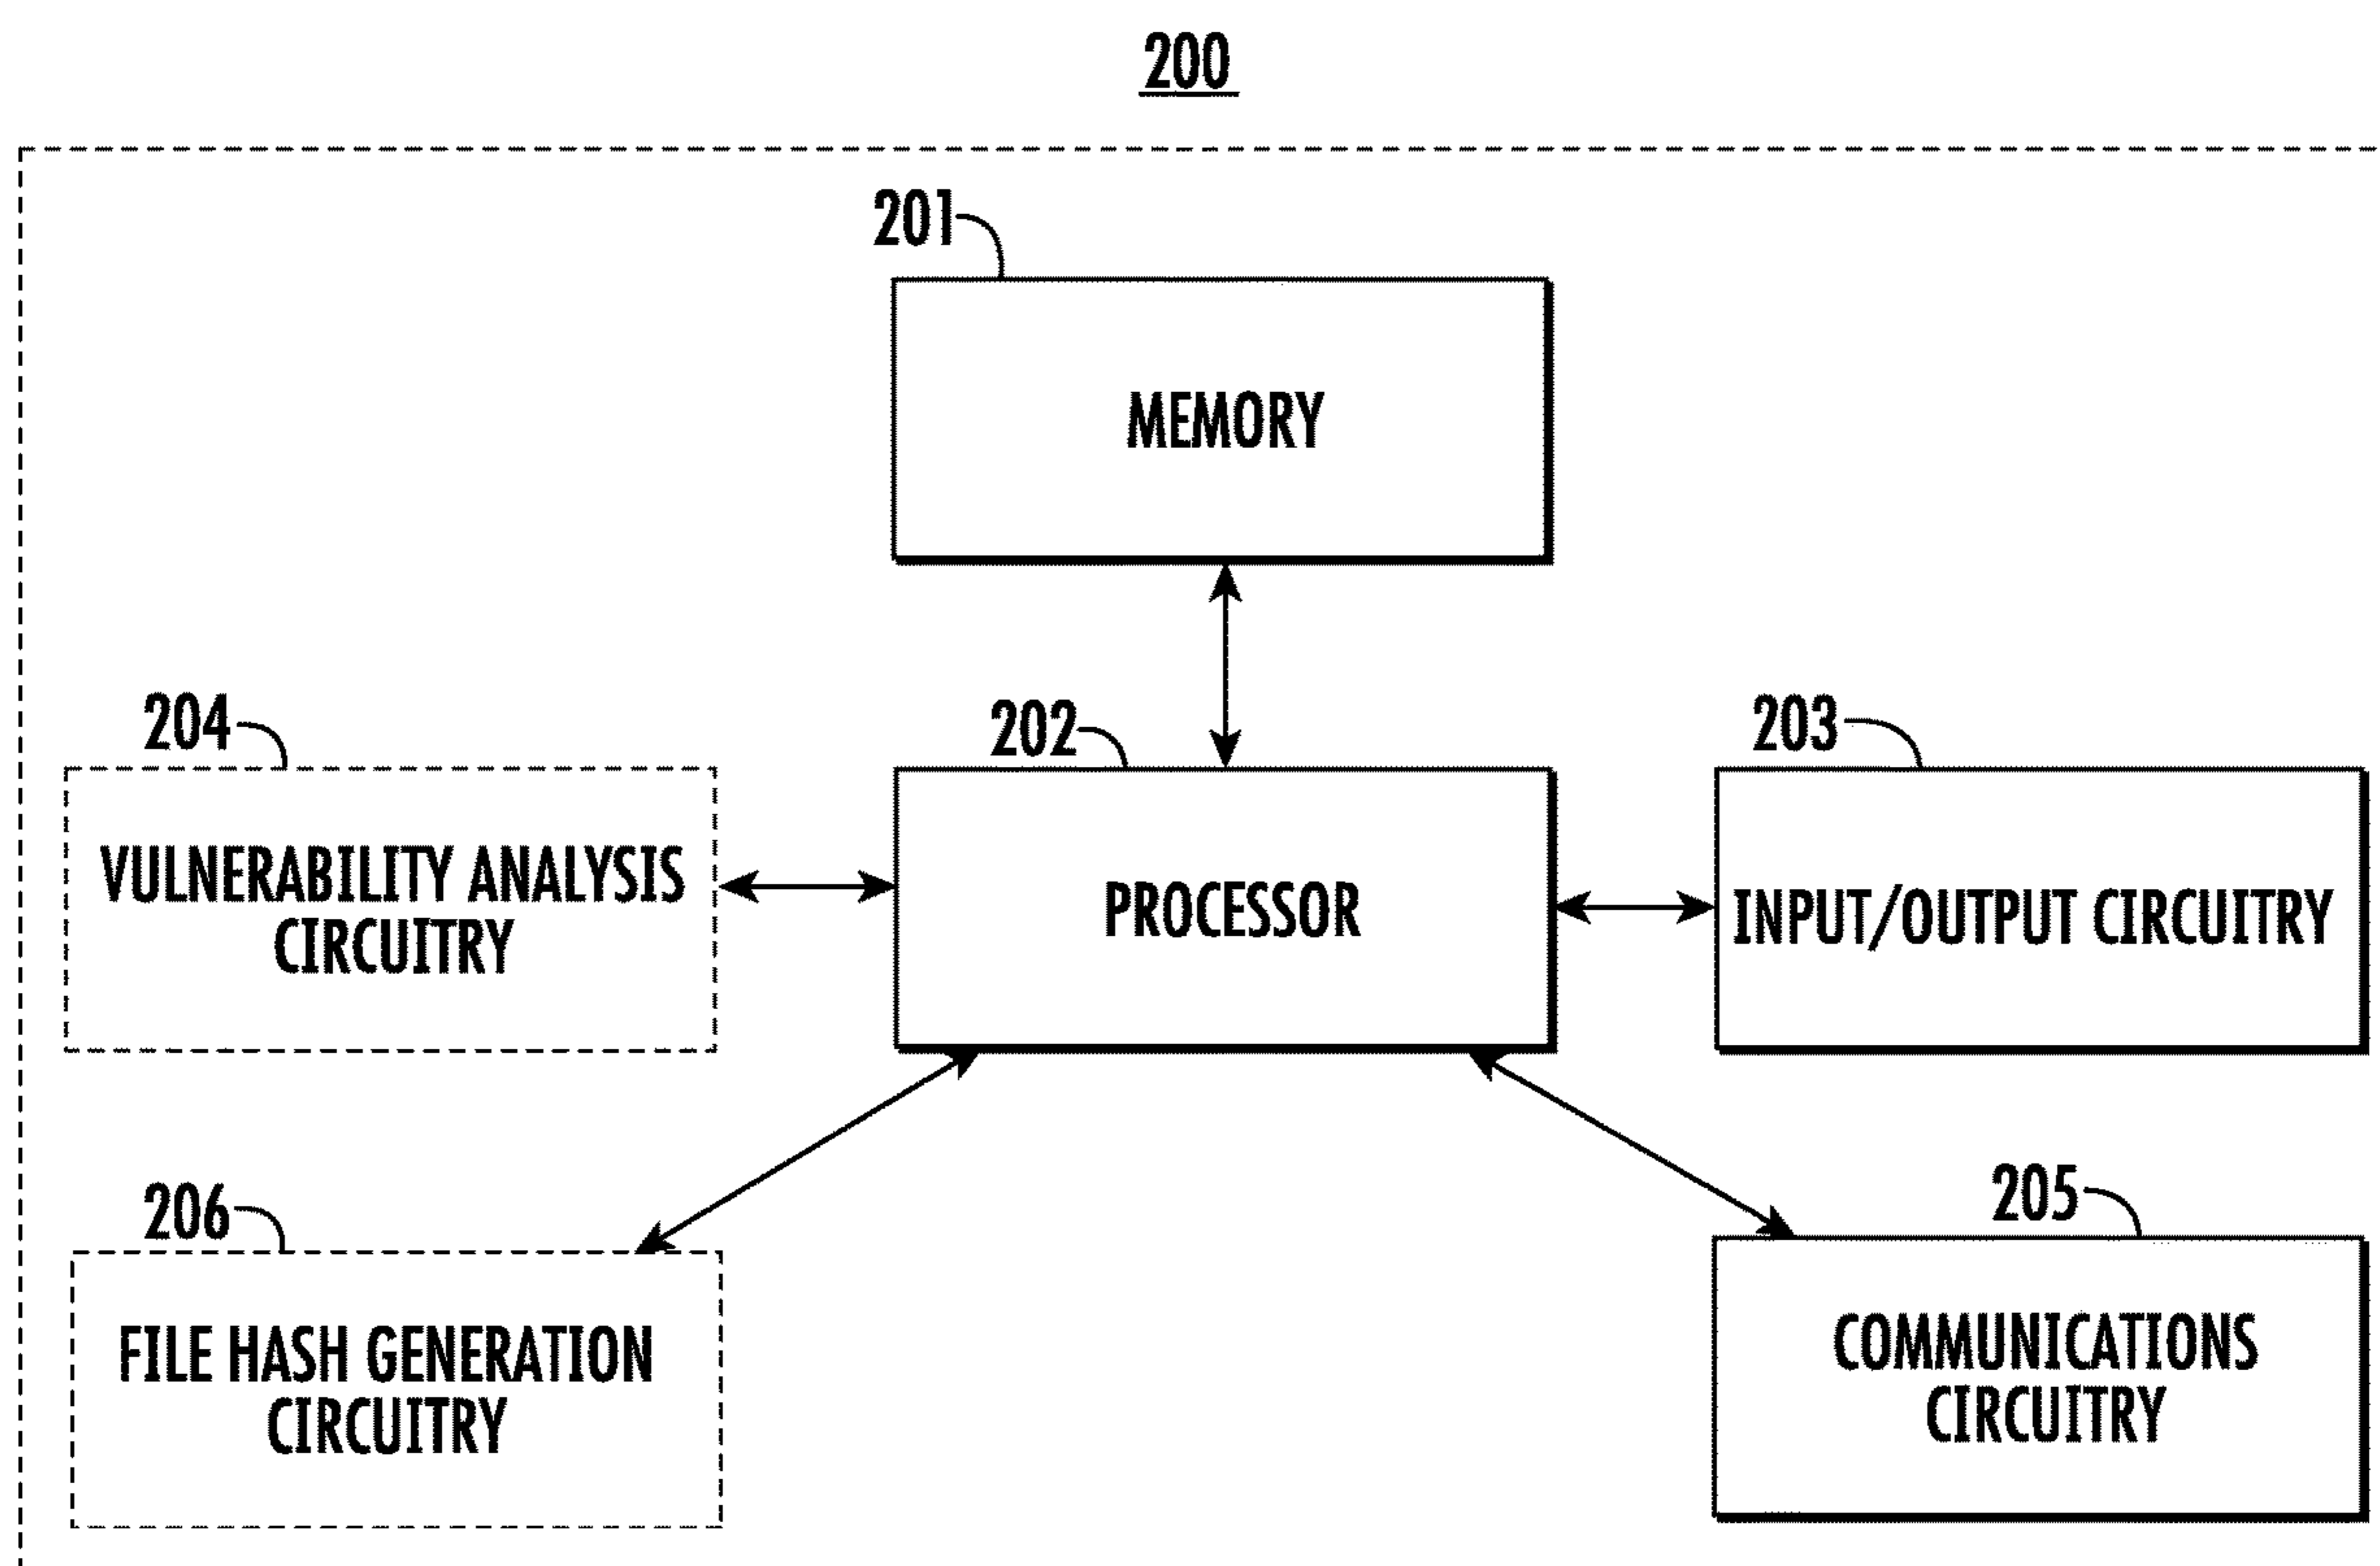 200
201
MEMORY
204
202
203
VULNERABILITY ANALYSIS
CIRCUITRY
PROCESSOR
INPUT/OUTPUT CIRCUITRY
206
205
FILE HASH GENERATION
CIRCUITRY
COMMUNICATIONS
CIRCUITRY